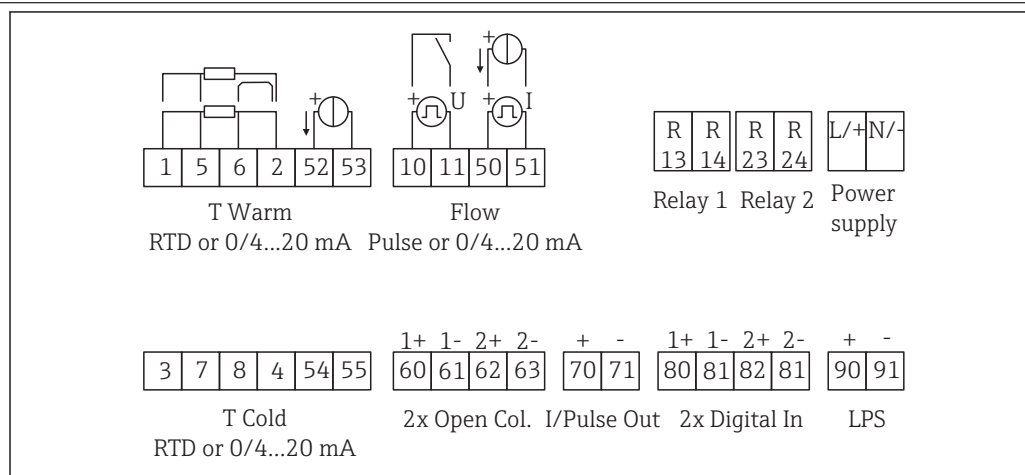 + U + I
+ +
1 5 6 2 52 53 10 11 50 51
R R R R L/+ N/-
13 14 23 24
T Warm Flow Relay 1 Relay 2 Power
RTD or 0/4...20 mA Pulse or 0/4...20 mA supply
1+ 1- 2+ 2- + - 1+ 1- 2+ 2- + -
3 7 8 4 54 55 60 61 62 63 70 71 80 81 82 81 90 91
T Cold 2x Open Col. I/Pulse Out 2x Digital In LPS
RTD or 0/4...20 mA